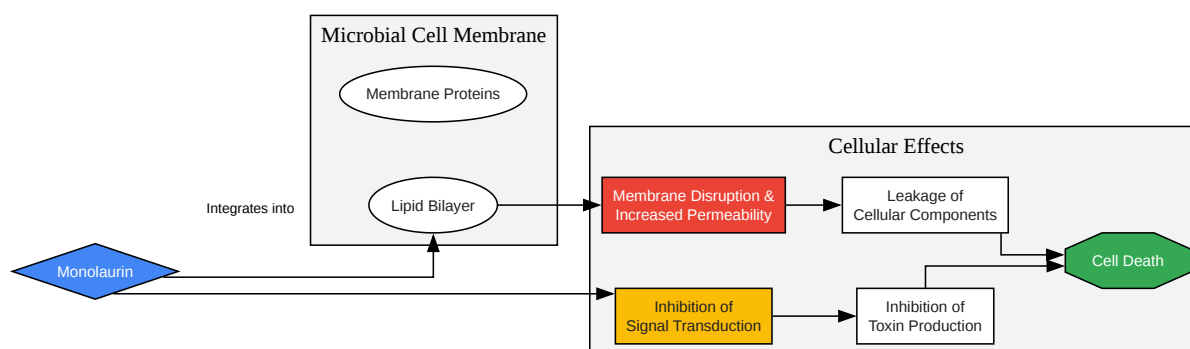 Microbial Cell Membrane
Membrane Proteins
Lipid Bilayer
Integrates into
Monolaurin
Cellular Effects
Membrane Disruption &
Increased Permeability
Leakage of
Cellular Components
Cell Death
Inhibition of
Signal Transduction
Inhibition of
Toxin Production